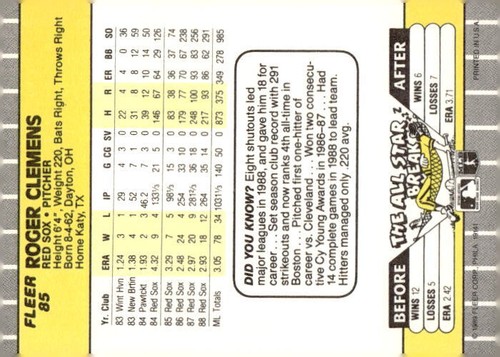 FLEER
ROGER CLEMENS
85
RED SOX • PITCHER
Height 6'4", Weight 220, Bats Right, Throws Right
Born 8-4-62, Dayton, OH
Home Katy, TX
Yr. Club ERA W L IP G CG SV H R ER BB SO
83 Wint Hvn 1.24 3 1 29 4 3 0 22 4 4 0 36
83 New Britn 1.38 4 1 52 7 1 0 31 8 8 12 59
84 Pawtckt 1.93 2 3 46.2 7 3 1 39 12 10 14 50
84 Red Sox 4.32 9 4 133⅓ 21 5 0 146 67 64 29 126
85 Red Sox 3.29 7 5 98⅓ 15 3 0 83 38 36 37 74
86 Red Sox 2.48 24 4 254 33 10 0 179 77 70 67 238
87 Red Sox 2.97 20 9 281⅔ 36 18 0 248 100 93 83 256
88 Red Sox 2.93 18 12 264 35 14 0 217 93 86 62 291
ML Totals 3.05 78 34 1031⅓ 140 50 0 873 375 349 278 985
DID YOU KNOW? Eight shutouts led
major leagues in 1988, and gave him 18 for
career . . . Set season club record with 291
strikeouts and now ranks 4th all-time in
Boston . . . Pitched first one-hitter of
career vs. Cleveland . . . Won two consecu-
tive Cy Young Awards in 1986-87 . . . Had
14 complete games in 1988 to lead team.
Hitters managed only .220 avg.
BEFORE THE ALL STAR BREAK AFTER
WINS 12
LOSSES 5
ERA 2.42
WINS 6
LOSSES 7
ERA 3.71
©1989 FLEER CORP., PHILA. 19141
PRINTED IN U.S.A.